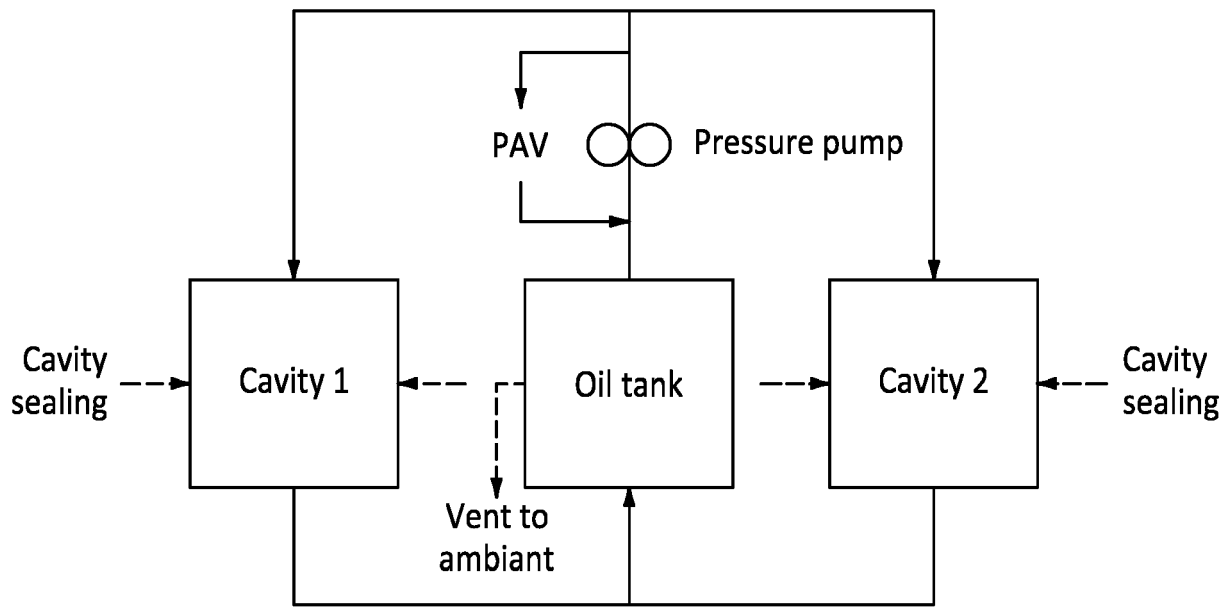 PAV
Pressure pump
Cavity
sealing
Cavity 1
Oil tank
Cavity 2
Cavity
sealing
Vent to
ambiant